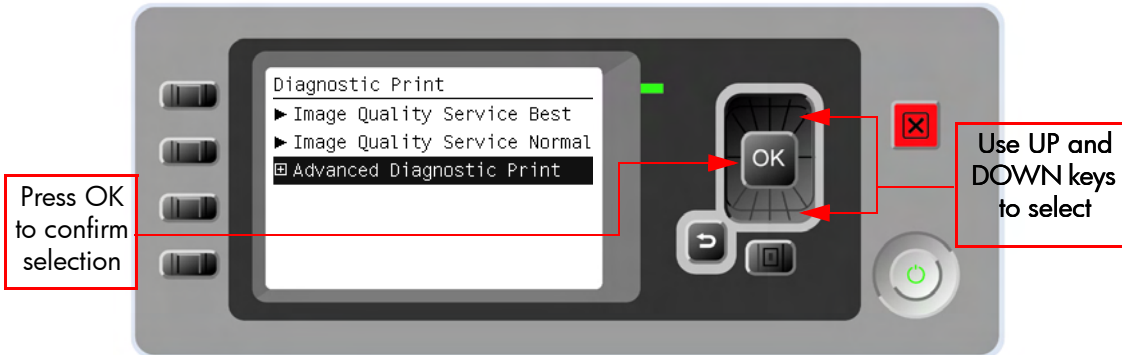 Diagnostic Print
Image Quality Service Best
Image Quality Service Normal
Advanced Diagnostic Print
OK
Press OK
to confirm
selection
Use UP and
DOWN keys
to select